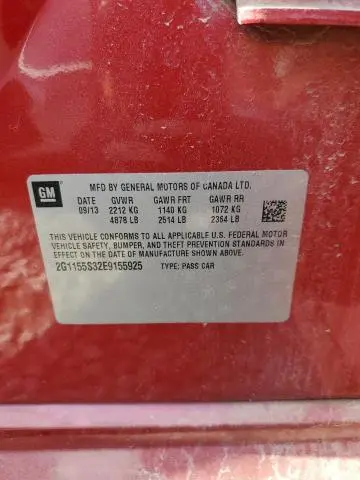 GM
MFD BY GENERAL MOTORS OF CANADA LTD.
DATE GVWR GAWR FRT GAWR RR
09/13 2212 KG 1140 KG 1072 KG
4878 LB 2514 LB 2364 LB
THIS VEHICLE CONFORMS TO ALL APPLICABLE U.S. FEDERAL MOTOR
VEHICLE SAFETY, BUMPER, AND THEFT PREVENTION STANDARDS
IN EFFECT ON THE DATE OF MANUFACTURE SHOWN ABOVE.
2G1155S32E9155925 TYPE: PASS CAR